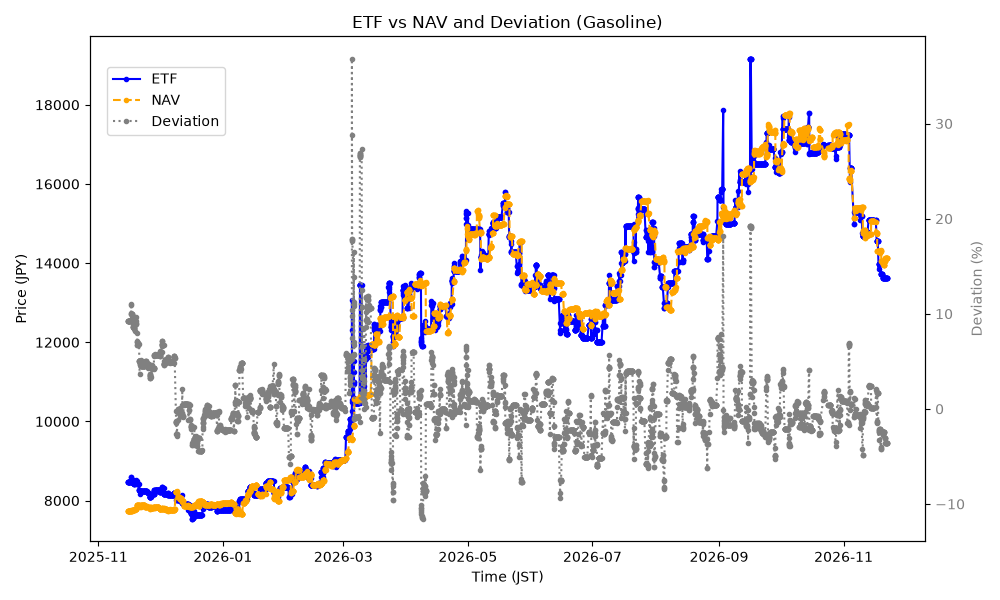 ETF vs NAV and Deviation (Gasoline)
ETF
NAV
Deviation
Price (JPY)
18000
16000
14000
12000
10000
8000
30
20
10
0
−10
Deviation (%)
2025-11
2026-01
2026-03
2026-05
2026-07
2026-09
2026-11
Time (JST)